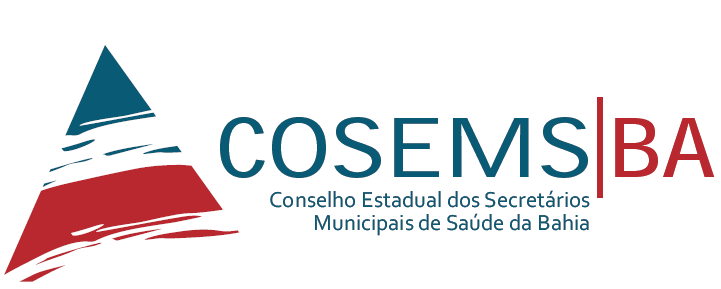 COSEMS|BA
Conselho Estadual dos Secretários
Municipais de Saúde da Bahia